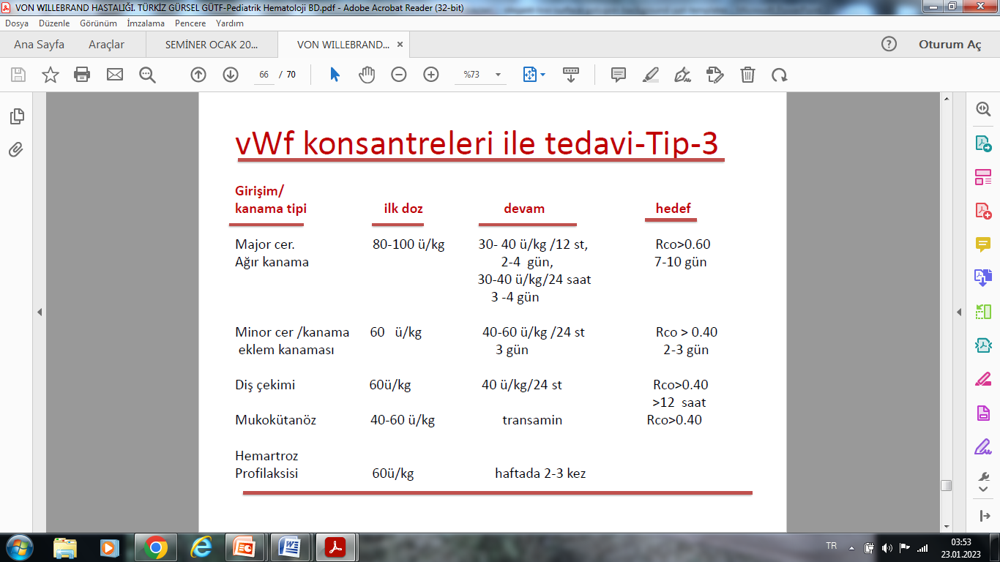 VON WILLEBRAND HASTALIĞI. TÜRKİZ GÜRSEL GÜTF-Pediatrik Hematoloji BD.pdf - Adobe Acrobat Reader (32-bit)
Dosya Düzenle Görünüm İmzalama Pencere Yardım
Ana Sayfa Araçlar SEMİNER OCAK 20... VON WILLEBRAND... × ? Oturum Aç
66 / 70 %73
vWf konsantreleri ile tedavi-Tip-3
Girişim/
kanama tipi ilk doz devam hedef
Major cer. 80-100 ü/kg 30- 40 ü/kg /12 st, Rco>0.60
Ağır kanama 2-4 gün, 7-10 gün
30-40 ü/kg/24 saat
3 -4 gün
Minor cer /kanama 60 ü/kg 40-60 ü/kg /24 st Rco > 0.40
eklem kanaması 3 gün 2-3 gün
Diş çekimi 60ü/kg 40 ü/kg/24 st Rco>0.40
>12 saat
Mukokütanöz 40-60 ü/kg transamin Rco>0.40
Hemartroz
Profilaksisi 60ü/kg haftada 2-3 kez
TR 03:53
23.01.2023